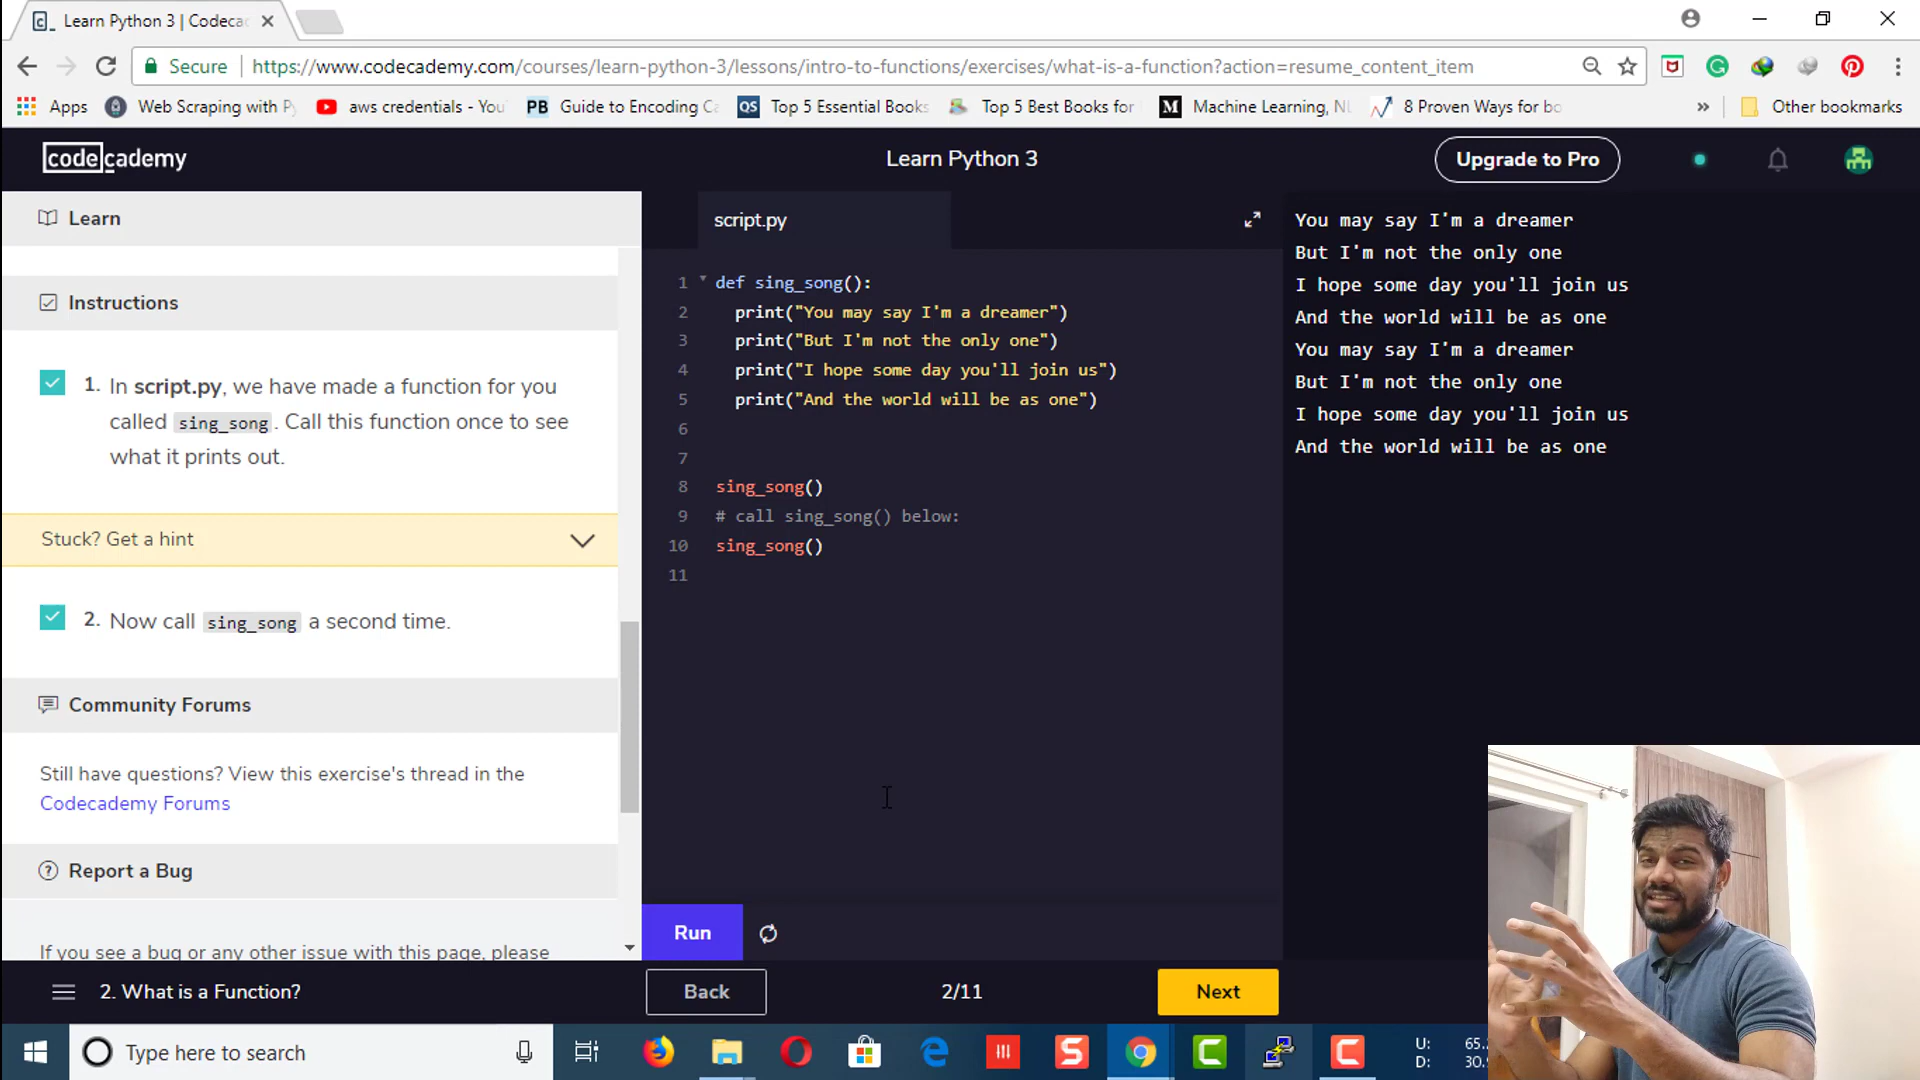 Learn Python 3 | Codeca
Secure
https://www.codecademy.com/courses/learn-python-3/lessons/intro-to-functions/exercises/what-is-a-function?action=resume_content_item
Apps Web Scraping with Py aws credentials - You PB Guide to Encoding Ca QS Top 5 Essential Books Top 5 Best Books for M Machine Learning, NL 8 Proven Ways for bo » Other bookmarks
codecademy
Learn Python 3
Upgrade to Pro
Learn
Instructions
1. In script.py, we have made a function for you
called sing_song. Call this function once to see
what it prints out.
Stuck? Get a hint
2. Now call sing_song a second time.
Community Forums
Still have questions? View this exercise's thread in the
Codecademy Forums
Report a Bug
If you see a bug or any other issue with this page, please
script.py
1 def sing_song():
2 print("You may say I'm a dreamer")
3 print("But I'm not the only one")
4 print("I hope some day you'll join us")
5 print("And the world will be as one")
6
7
8 sing_song()
9 # call sing_song() below:
10 sing_song()
11
You may say I'm a dreamer
But I'm not the only one
I hope some day you'll join us
And the world will be as one
You may say I'm a dreamer
But I'm not the only one
I hope some day you'll join us
And the world will be as one
Run
2. What is a Function?
Back
2/11
Next
Type here to search
U: 65.
D: 30.